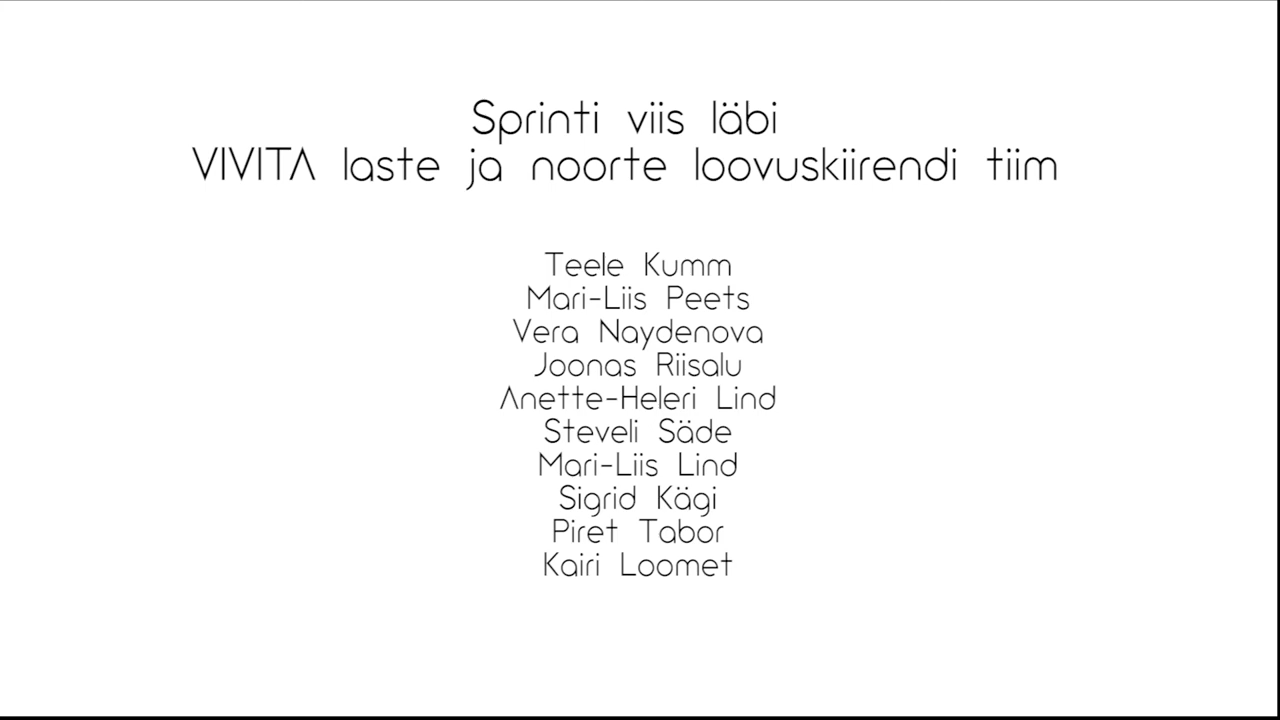 Sprinti viis läbi
VIVITA laste ja noorte loovuskiirendi tiim
Teele Kumm
Mari-Liis Peets
Vera Naydenova
Joonas Riisalu
Anette-Heleri Lind
Steveli Säde
Mari-Liis Lind
Sigrid Kägi
Piret Tabor
Kairi Loomet